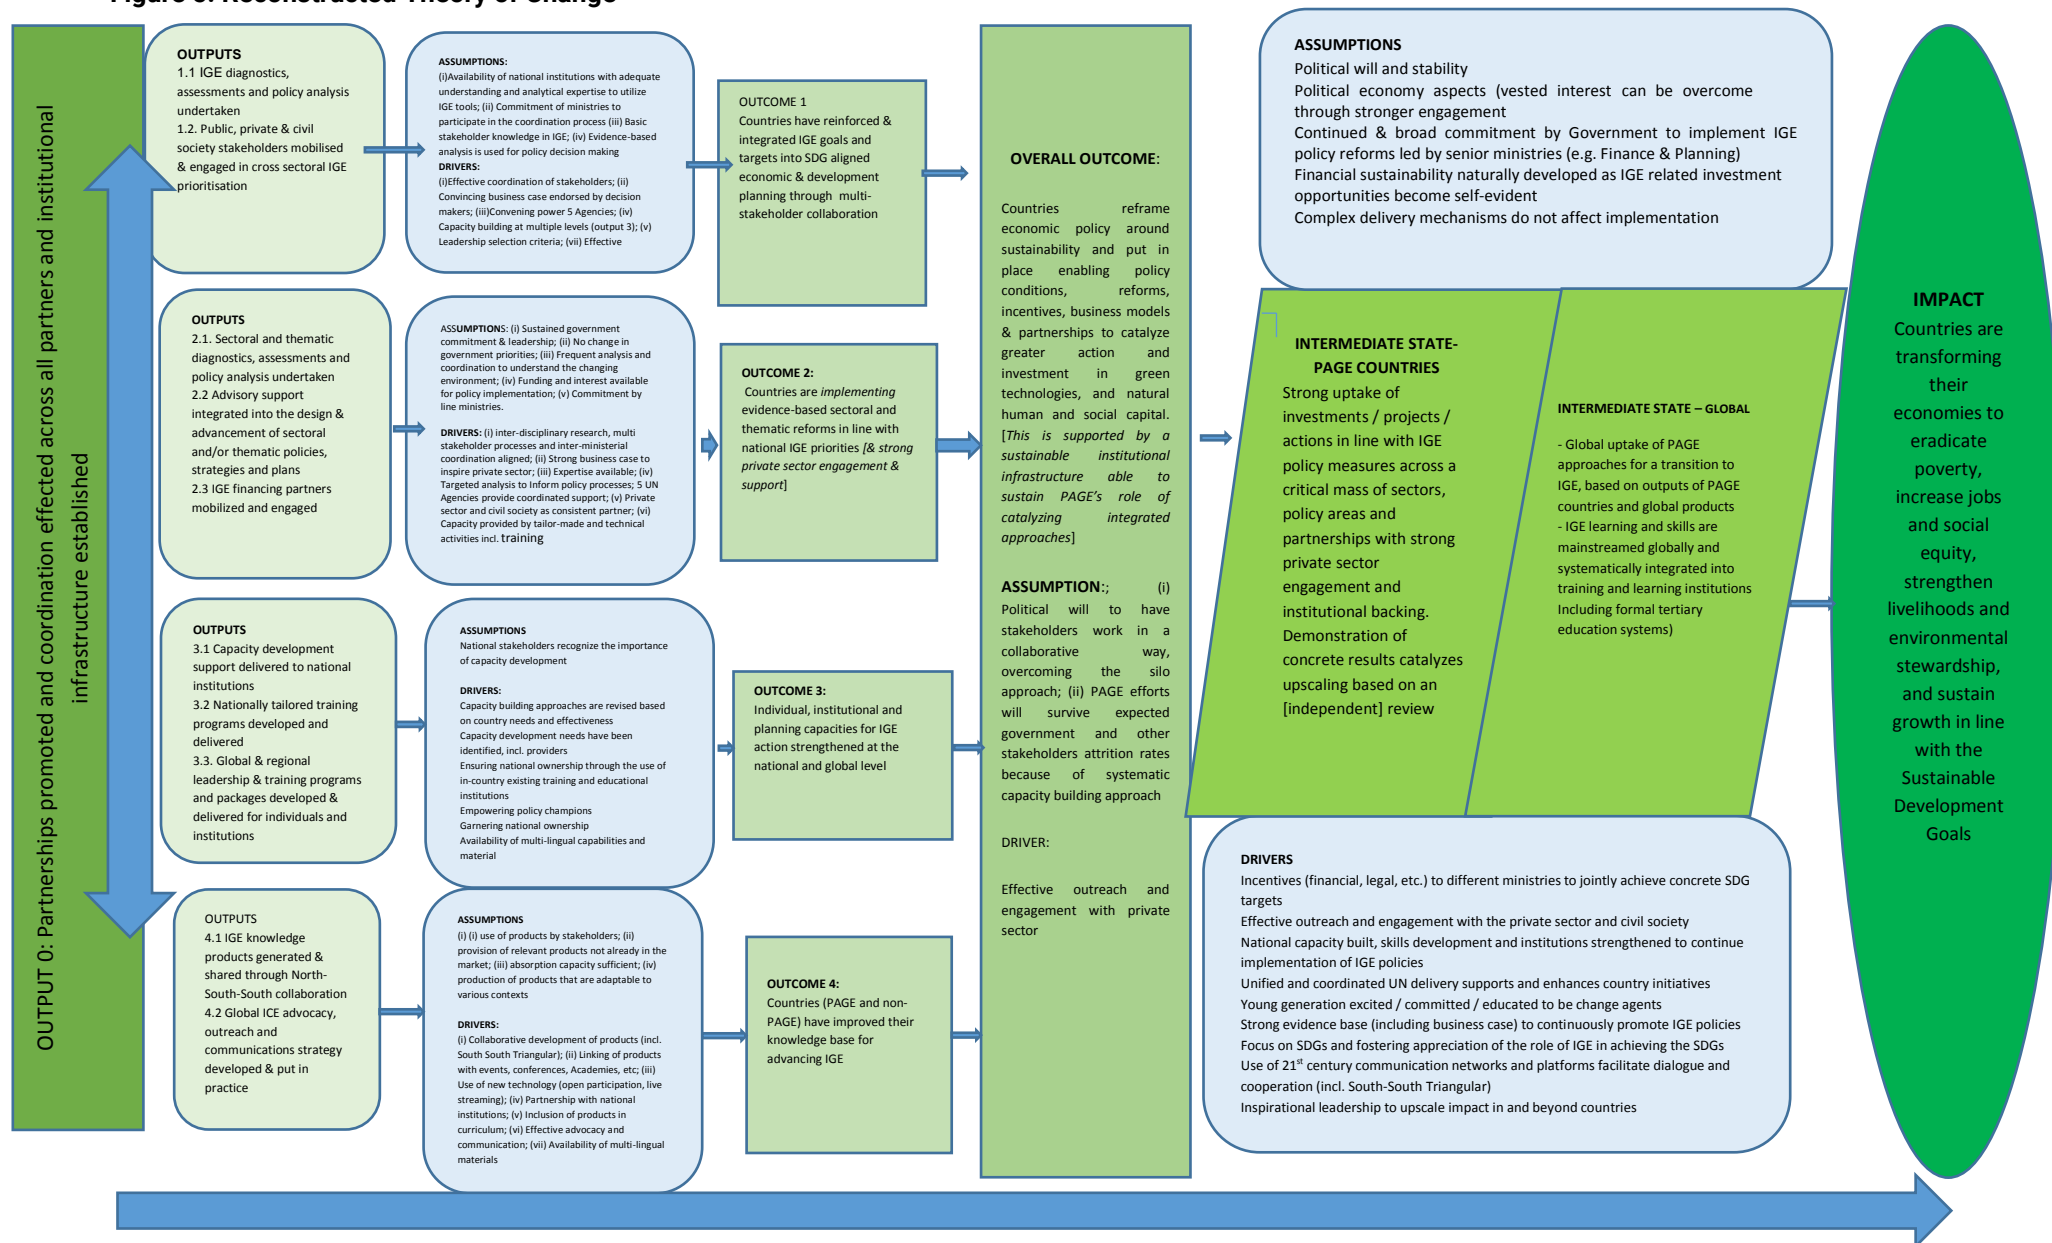 Figure 3. Reconstructed Theory of Change
OUTPUT 0: Partnerships promoted and coordination effected across all partners and institutional
infrastructure established
OUTPUTS
1.1 IGE diagnostics,
assessments and policy analysis
undertaken
1.2. Public, private & civil
society stakeholders mobilised
& engaged in cross sectoral IGE
prioritisation
ASSUMPTIONS:
(i)Availability of national institutions with adequate
understanding and analytical expertise to utilize
IGE tools; (ii) Commitment of ministries to
participate in the coordination process (iii) Basic
stakeholder knowledge in IGE; (iv) Evidence-based
analysis is used for policy decision making
DRIVERS:
(i)Effective coordination of stakeholders; (ii)
Convincing business case endorsed by decision
makers; (iii)Convening power 5 Agencies; (iv)
Capacity building at multiple levels (output 3); (v)
Leadership selection criteria; (vii) Effective
OUTCOME 1
Countries have reinforced &
integrated IGE goals and
targets into SDG aligned
economic & development
planning through multi-
stakeholder collaboration
OUTPUTS
2.1. Sectoral and thematic
diagnostics, assessments and
policy analysis undertaken
2.2 Advisory support
integrated into the design &
advancement of sectoral
and/or thematic policies,
strategies and plans
2.3 IGE financing partners
mobilized and engaged
ASSUMPTIONS: (i) Sustained government
commitment & leadership; (ii) No change in
government priorities; (iii) Frequent analysis and
coordination to understand the changing
environment; (iv) Funding and interest available
for policy implementation; (v) Commitment by
line ministries.
DRIVERS: (i) inter-disciplinary research, multi
stakeholder processes and inter-ministerial
coordination aligned; (ii) Strong business case to
inspire private sector; (iii) Expertise available; (iv)
Targeted analysis to Inform policy processes; 5 UN
Agencies provide coordinated support; (v) Private
sector and civil society as consistent partner; (vi)
Capacity provided by tailor-made and technical
activities incl. training
OUTCOME 2:
Countries are implementing
evidence-based sectoral and
thematic reforms in line with
national IGE priorities [& strong
private sector engagement &
support]
OUTPUTS
3.1 Capacity development
support delivered to national
institutions
3.2 Nationally tailored training
programs developed and
delivered
3.3. Global & regional
leadership & training programs
and packages developed &
delivered for individuals and
institutions
ASSUMPTIONS
National stakeholders recognize the importance
of capacity development
DRIVERS:
Capacity building approaches are revised based
on country needs and effectiveness
Capacity development needs have been
identified, incl. providers
Ensuring national ownership through the use of
in-country existing training and educational
institutions
Empowering policy champions
Garnering national ownership
Availability of multi-lingual capabilities and
material
OUTCOME 3:
Individual, institutional and
planning capacities for IGE
action strengthened at the
national and global level
OUTPUTS
4.1 IGE knowledge
products generated &
shared through North-
South-South collaboration
4.2 Global ICE advocacy,
outreach and
communications strategy
developed & put in
practice
ASSUMPTIONS
(i) (i) use of products by stakeholders; (ii)
provision of relevant products not already in the
market; (iii) absorption capacity sufficient; (iv)
production of products that are adaptable to
various contexts
DRIVERS:
(i) Collaborative development of products (incl.
South South Triangular); (ii) Linking of products
with events, conferences, Academies, etc; (iii)
Use of new technology (open participation, live
streaming); (iv) Partnership with national
institutions; (v) Inclusion of products in
curriculum; (vi) Effective advocacy and
communication; (vii) Availability of multi-lingual
materials
OUTCOME 4:
Countries (PAGE and non-
PAGE) have improved their
knowledge base for
advancing IGE
OVERALL OUTCOME:
Countries reframe
economic policy around
sustainability and put in
place enabling policy
conditions, reforms,
incentives, business models
& partnerships to catalyze
greater action and
investment in green
technologies, and natural
human and social capital.
[This is supported by a
sustainable institutional
infrastructure able to
sustain PAGE's role of
catalyzing integrated
approaches]
ASSUMPTION:; (i)
Political will to have
stakeholders work in a
collaborative way,
overcoming the silo
approach; (ii) PAGE efforts
will survive expected
government and other
stakeholders attrition rates
because of systematic
capacity building approach
DRIVER:
Effective outreach and
engagement with private
sector
ASSUMPTIONS
Political will and stability
Political economy aspects (vested interest can be overcome
through stronger engagement
Continued & broad commitment by Government to implement IGE
policy reforms led by senior ministries (e.g. Finance & Planning)
Financial sustainability naturally developed as IGE related investment
opportunities become self-evident
Complex delivery mechanisms do not affect implementation
INTERMEDIATE STATE-
PAGE COUNTRIES
Strong uptake of
investments / projects /
actions in line with IGE
policy measures across a
critical mass of sectors,
policy areas and
partnerships with strong
private sector
engagement and
institutional backing.
Demonstration of
concrete results catalyzes
upscaling based on an
[independent] review
INTERMEDIATE STATE – GLOBAL
- Global uptake of PAGE
approaches for a transition to
IGE, based on outputs of PAGE
countries and global products
- IGE learning and skills are
mainstreamed globally and
systematically integrated into
training and learning institutions
Including formal tertiary
education systems)
DRIVERS
Incentives (financial, legal, etc.) to different ministries to jointly achieve concrete SDG
targets
Effective outreach and engagement with the private sector and civil society
National capacity built, skills development and institutions strengthened to continue
implementation of IGE policies
Unified and coordinated UN delivery supports and enhances country initiatives
Young generation excited / committed / educated to be change agents
Strong evidence base (including business case) to continuously promote IGE policies
Focus on SDGs and fostering appreciation of the role of IGE in achieving the SDGs
Use of 21st century communication networks and platforms facilitate dialogue and
cooperation (incl. South-South Triangular)
Inspirational leadership to upscale impact in and beyond countries
IMPACT
Countries are
transforming
their
economies to
eradicate
poverty,
increase jobs
and social
equity,
strengthen
livelihoods and
environmental
stewardship,
and sustain
growth in line
with the
Sustainable
Development
Goals